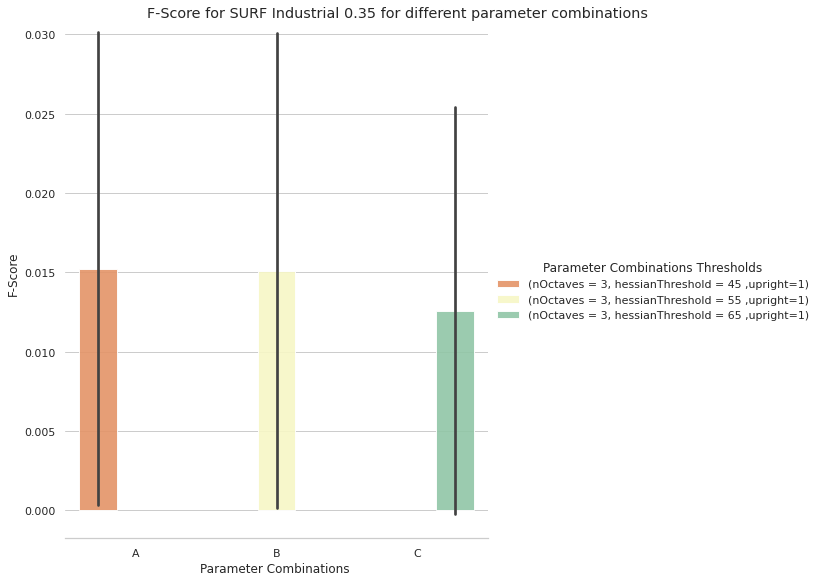 F-Score for SURF Industrial 0.35 for different parameter combinations
0.030
0.025
0.020
0.015
0.010
0.005
0.000
F-Score
A B C
Parameter Combinations
Parameter Combinations Thresholds
(nOctaves = 3, hessianThreshold = 45 ,upright=1)
(nOctaves = 3, hessianThreshold = 55 ,upright=1)
(nOctaves = 3, hessianThreshold = 65 ,upright=1)